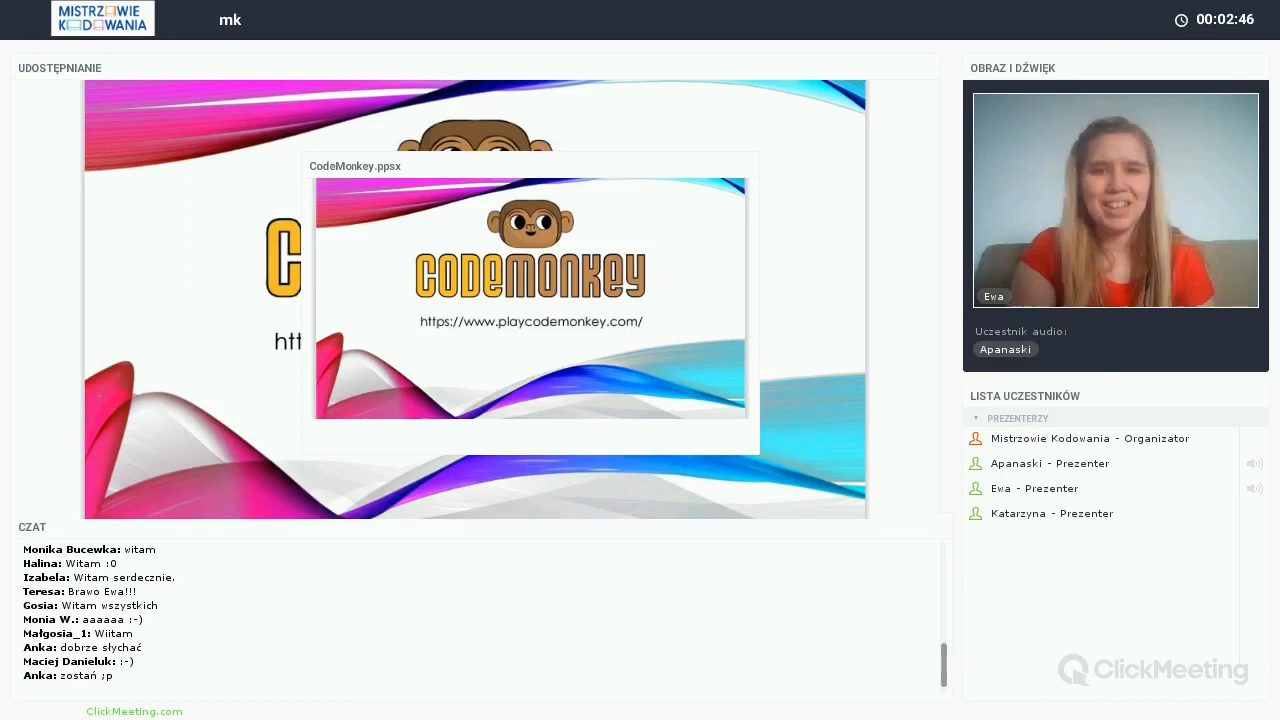 MISTRZOWIE
KODOWANIA
mk
00:02:46
UDOSTĘPNIANIE
CodeMonkey.ppsx
CODEMONKEY
https://www.playcodemonkey.com/
C
htt
OBRAZ I DŹWIĘK
Ewa
Uczestnik audio:
Apanaski
LISTA UCZESTNIKÓW
PREZENTERZY
Mistrzowie Kodowania - Organizator
Apanaski - Prezenter
Ewa - Prezenter
Katarzyna - Prezenter
CZAT
Monika Bucewka: witam
Halina: Witam :0
Izabela: Witam serdecznie.
Teresa: Brawo Ewa!!!
Gosia: Witam wszystkich
Monia W.: aaaaaa :-)
Małgosia_1: Wiitam
Anka: dobrze słychać
Maciej Danieluk: :-)
Anka: zostań ;p
ClickMeeting
ClickMeeting.com